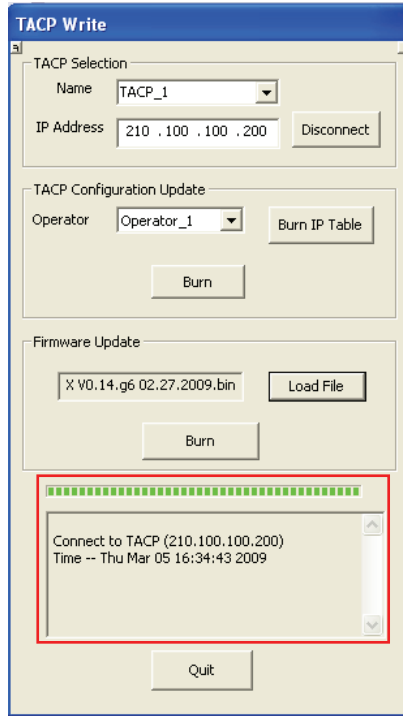 TACP Write
TACP Selection
Name TACP_1
IP Address 210 . 100 . 100 . 200 Disconnect
TACP Configuration Update
Operator Operator_1 Burn IP Table
Burn
Firmware Update
X V0.14.g6 02.27.2009.bin Load File
Burn
Connect to TACP (210.100.100.200)
Time -- Thu Mar 05 16:34:43 2009
Quit